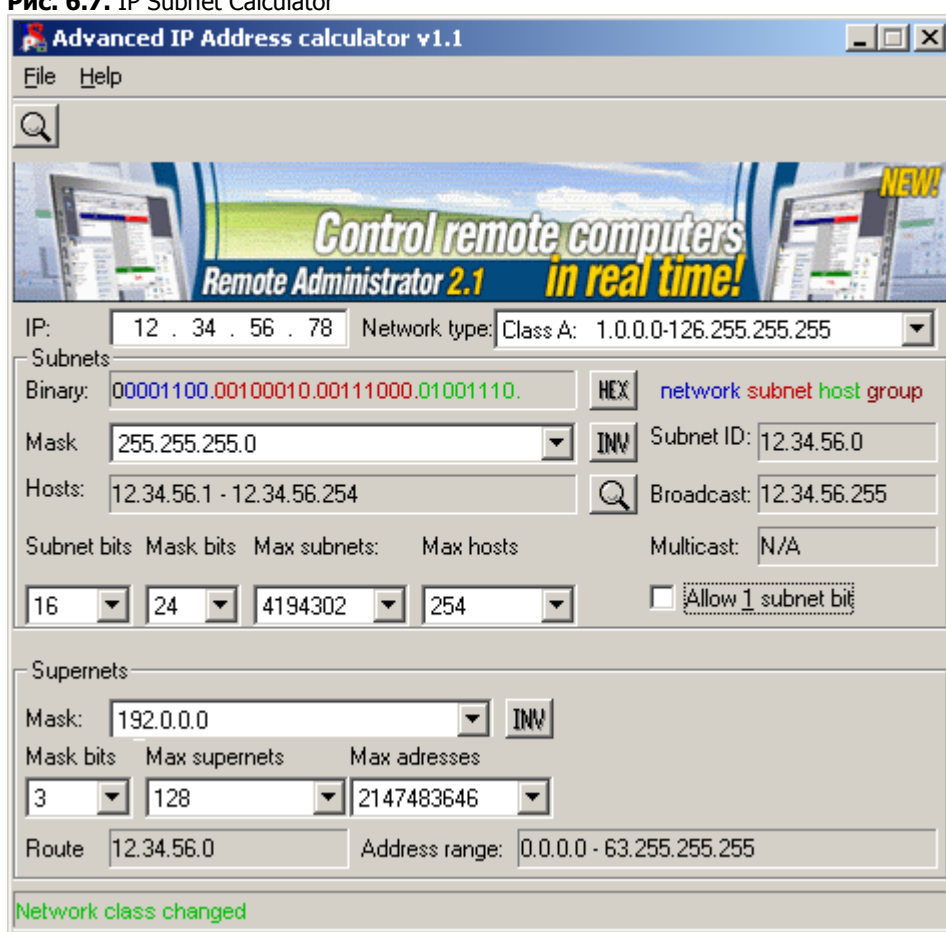 Рис. 6.7. IP Subnet Calculator
Advanced IP Address calculator v1.1
File Help
NEW!
Control remote computers
Remote Administrator 2.1 in real time!
IP: 12 . 34 . 56 . 78 Network type: Class A: 1.0.0.0-126.255.255.255
Subnets
Binary: 00001100.00100010.00111000.01001110. HEX network subnet host group
Mask 255.255.255.0 INV Subnet ID: 12.34.56.0
Hosts: 12.34.56.1 - 12.34.56.254 Broadcast: 12.34.56.255
Subnet bits Mask bits Max subnets: Max hosts Multicast: N/A
16 24 4194302 254 Allow 1 subnet bit
Supernets
Mask: 192.0.0.0 INV
Mask bits Max supernets Max adresses
3 128 2147483646
Route 12.34.56.0 Address range: 0.0.0.0 - 63.255.255.255
Network class changed